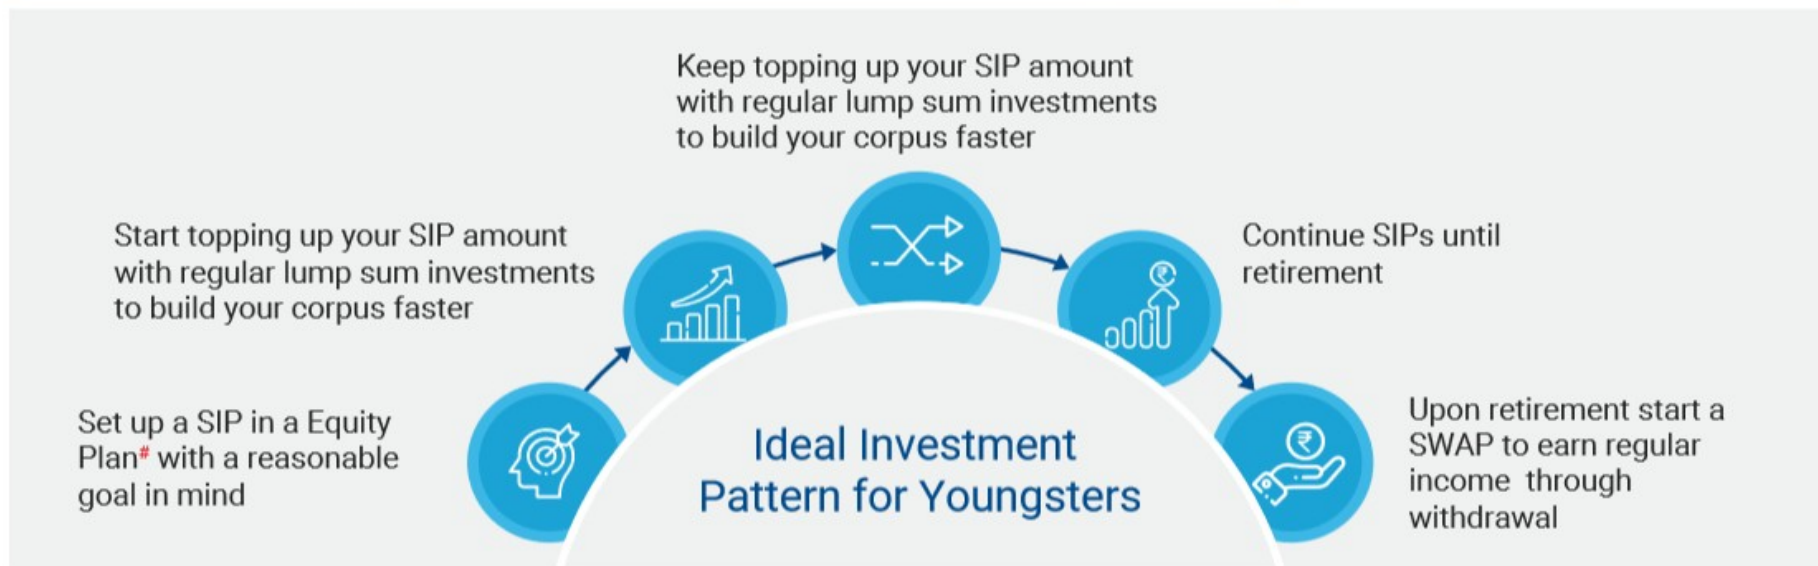 Keep topping up your SIP amount
with regular lump sum investments
to build your corpus faster
Start topping up your SIP amount
with regular lump sum investments
to build your corpus faster
Continue SIPs until
retirement
Set up a SIP in a Equity
Plan# with a reasonable
goal in mind
Ideal Investment
Pattern for Youngsters
Upon retirement start a
SWAP to earn regular
income through
withdrawal